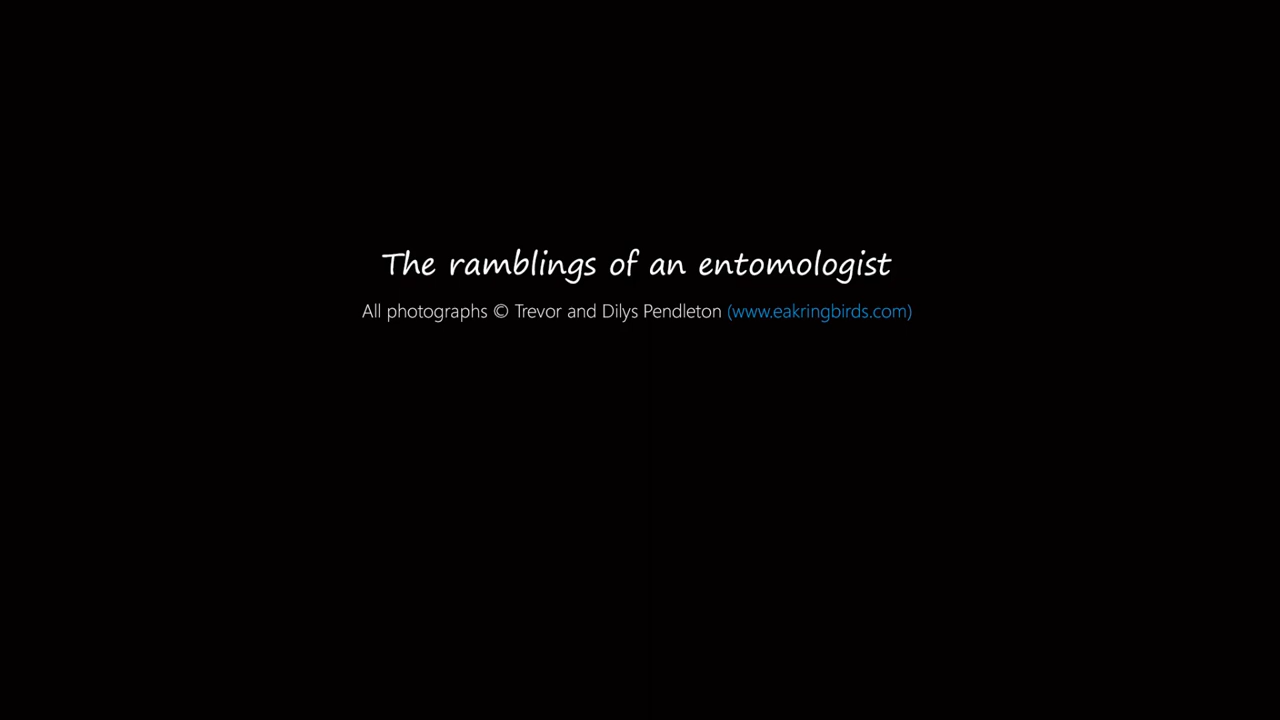 The ramblings of an entomologist
All photographs © Trevor and Dilys Pendleton (www.eakringbirds.com)